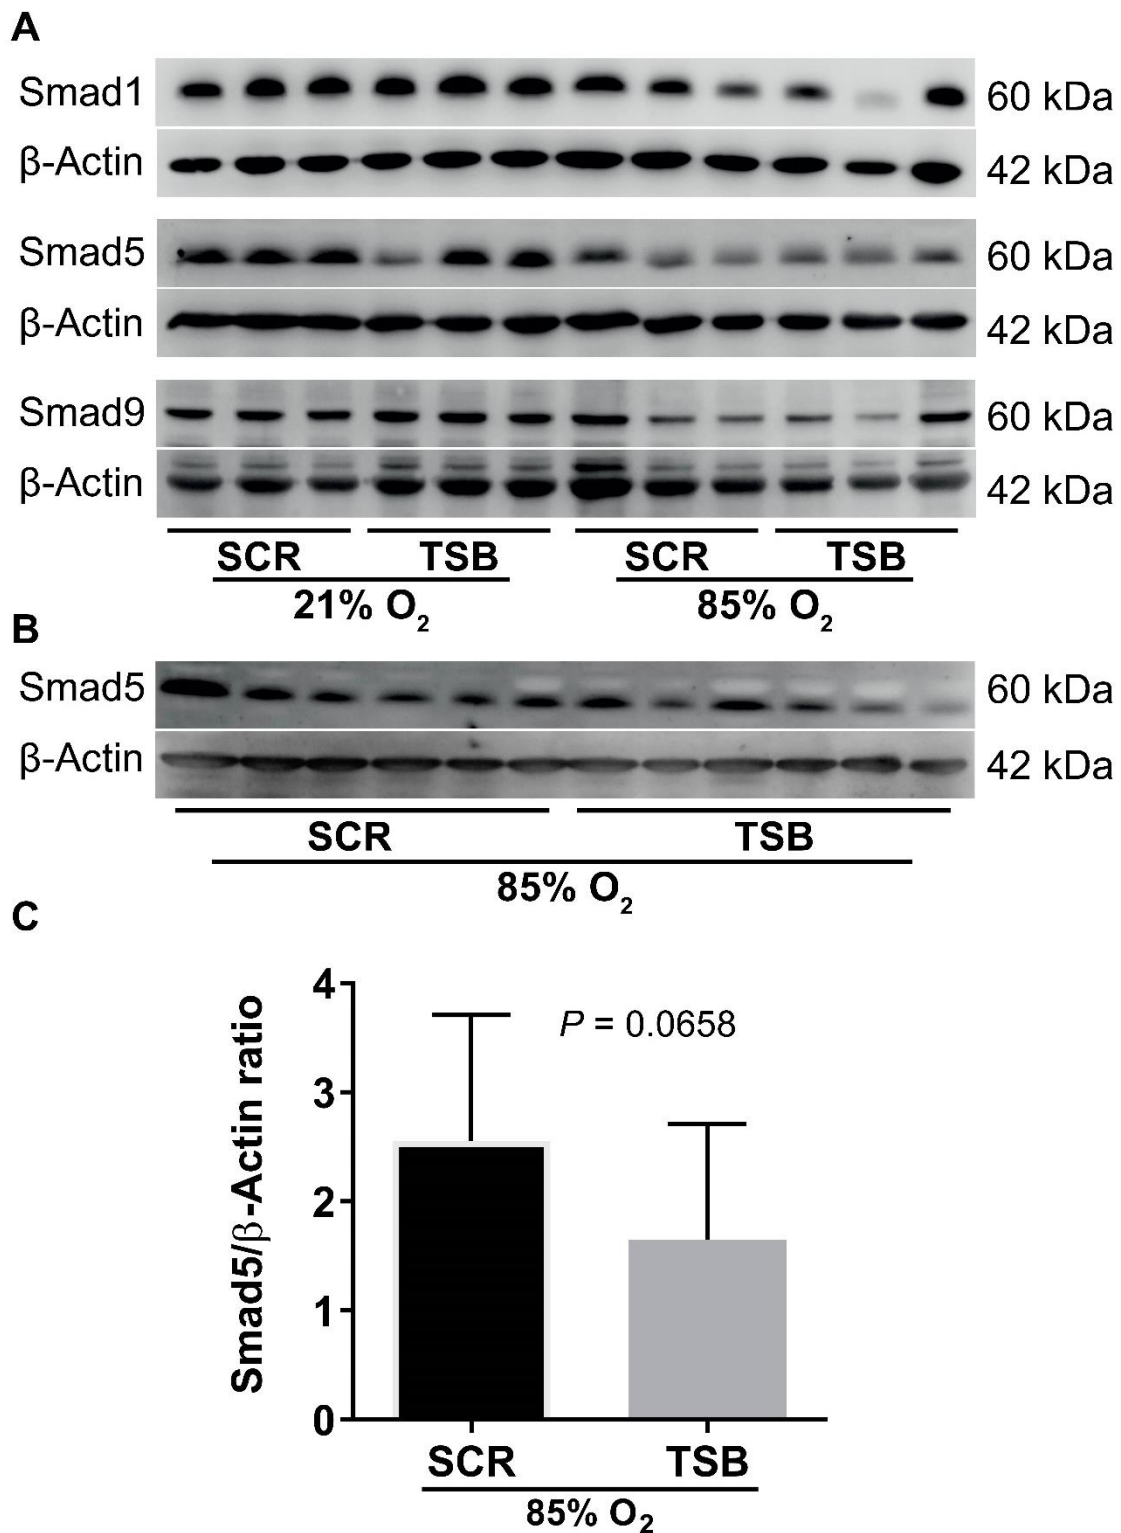 A
Smad1 60 kDa
β-Actin 42 kDa
Smad5 60 kDa
β-Actin 42 kDa
Smad9 60 kDa
β-Actin 42 kDa
SCR TSB SCR TSB
21% O₂ 85% O₂
B
Smad5 60 kDa
β-Actin 42 kDa
SCR TSB
85% O₂
C
Smad5/β-Actin ratio
4
P = 0.0658
3
2
1
0
SCR TSB
85% O₂